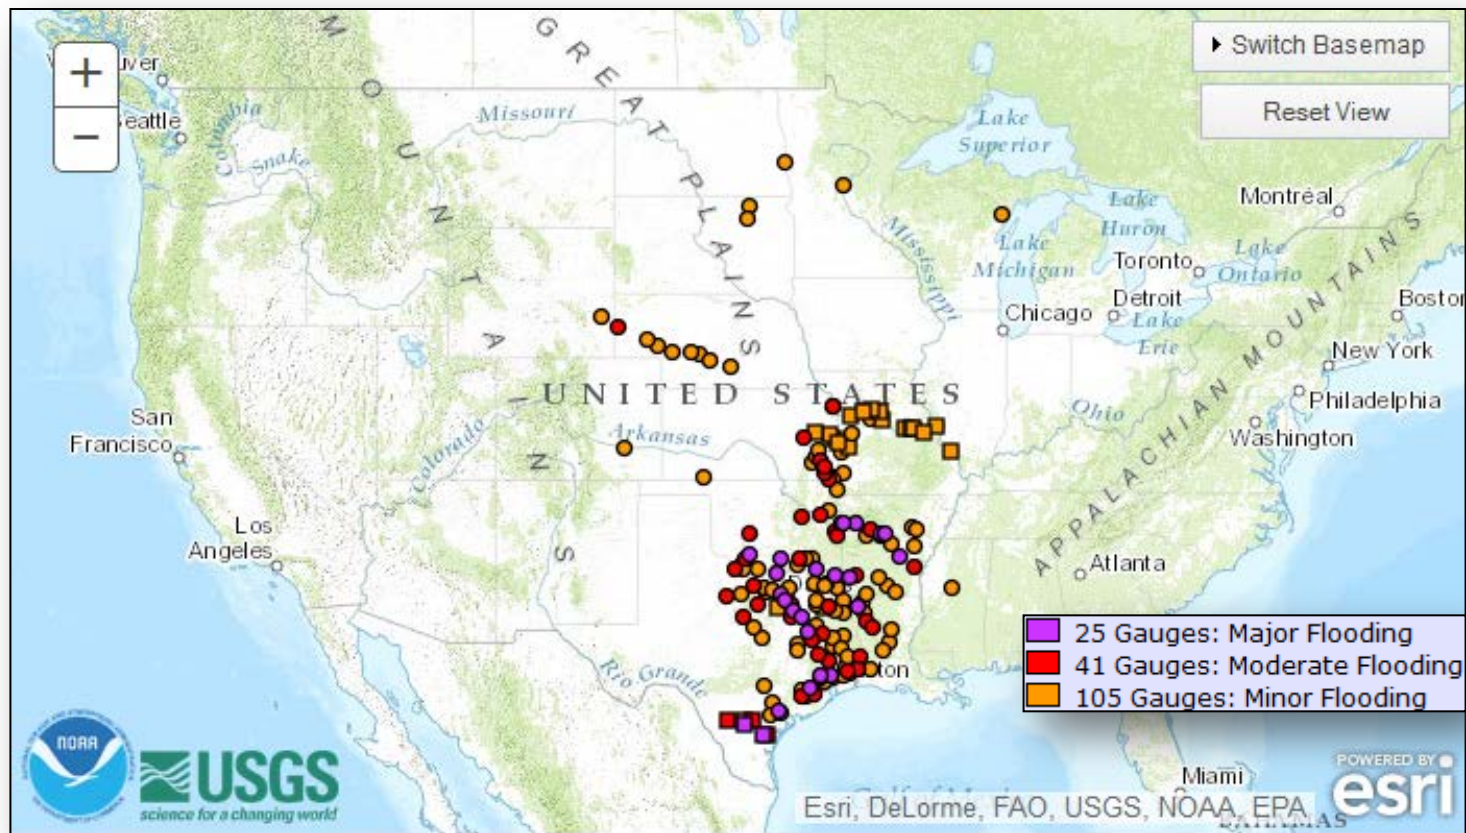 Switch Basemap
Reset View
+
−
Seattle
Columbia
Snake
Missouri
MOUNTAINS
GREAT PLAINS
Lake
Superior
Mississippi
Lake
Michigan
Lake
Huron
Montréal
Toronto
Lake
Ontario
Chicago
Detroit
Lake
Erie
Boston
New York
Philadelphia
Washington
APPALACHIAN MOUNTAINS
UNITED STATES
San
Francisco
Colorado
Arkansas
Ohio
Los
Angeles
Atlanta
Rio Grande
25 Gauges: Major Flooding
41 Gauges: Moderate Flooding
105 Gauges: Minor Flooding
NOAA
USGS
science for a changing world
Miami
Esri, DeLorme, FAO, USGS, NOAA, EPA
BAHAMAS
POWERED BY
esri